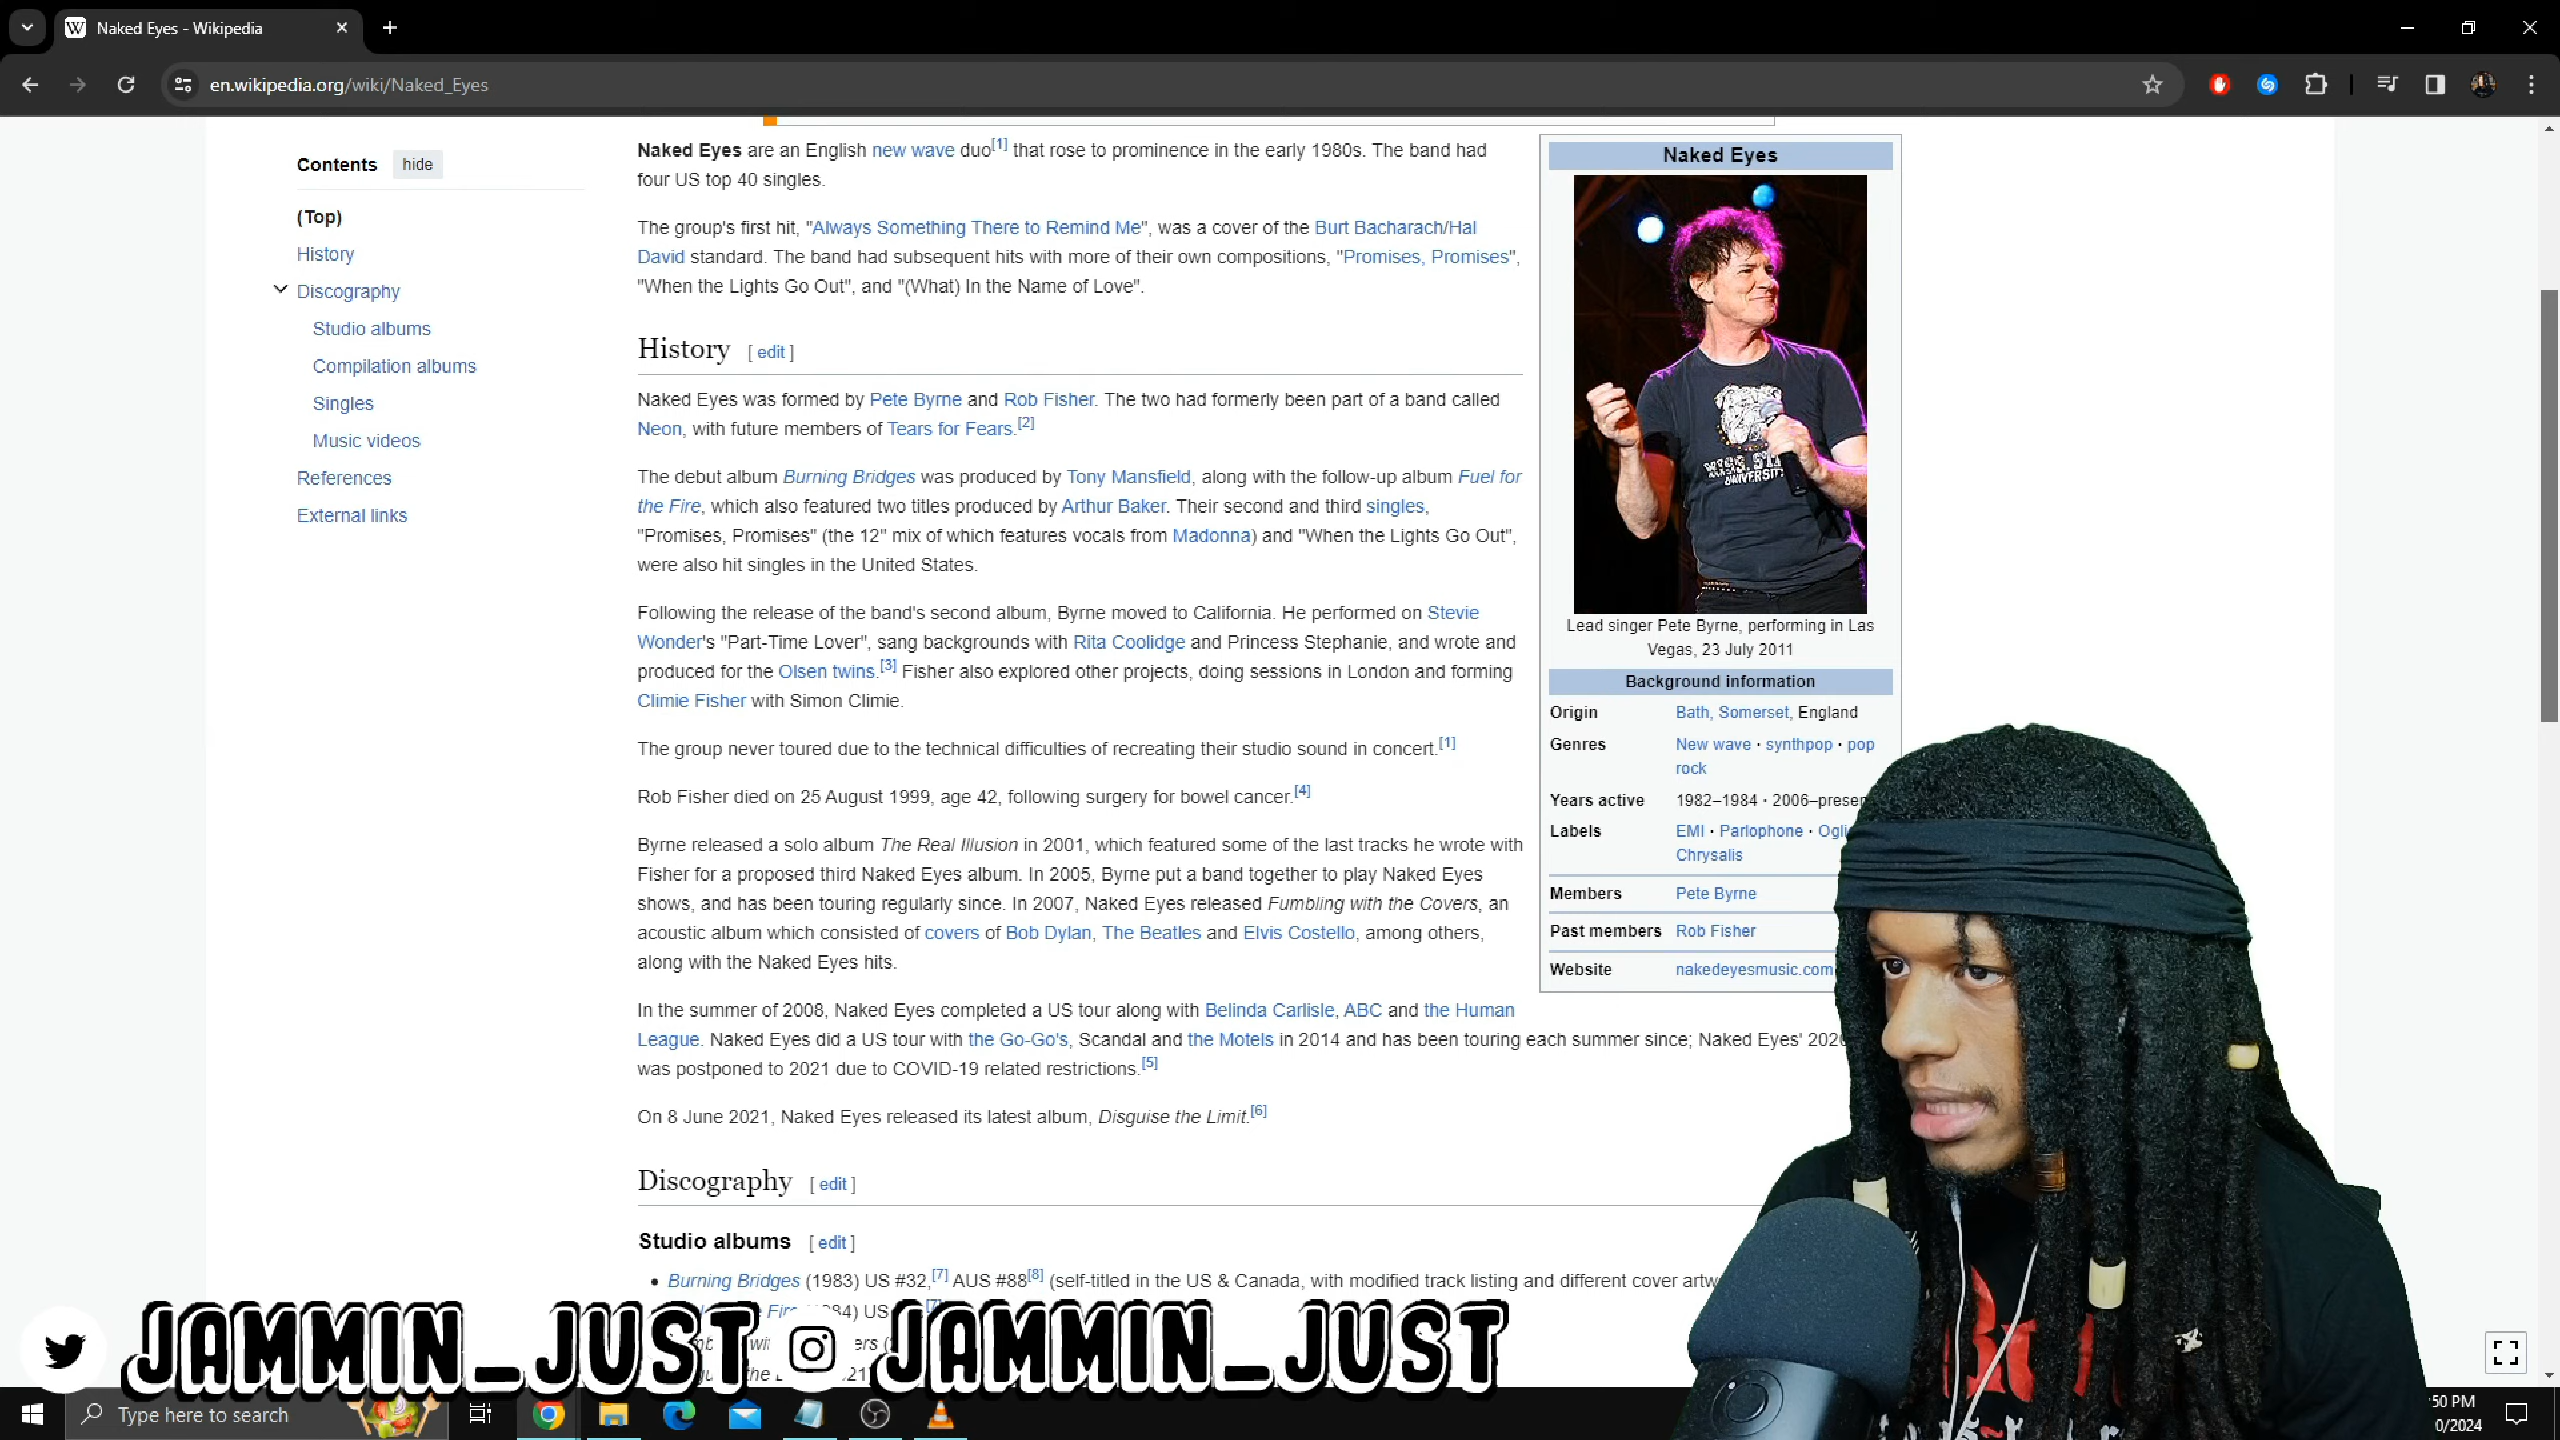 Naked Eyes - Wikipedia
en.wikipedia.org/wiki/Naked_Eyes
Contents hide
(Top)
History
Discography
Studio albums
Compilation albums
Singles
Music videos
References
External links
Naked Eyes are an English new wave duo[1] that rose to prominence in the early 1980s. The band had
four US top 40 singles.
The group's first hit, "Always Something There to Remind Me", was a cover of the Burt Bacharach/Hal
David standard. The band had subsequent hits with more of their own compositions, "Promises, Promises",
"When the Lights Go Out", and "(What) In the Name of Love".
History [ edit ]
Naked Eyes was formed by Pete Byrne and Rob Fisher. The two had formerly been part of a band called
Neon, with future members of Tears for Fears.[2]
The debut album Burning Bridges was produced by Tony Mansfield, along with the follow-up album Fuel for
the Fire, which also featured two titles produced by Arthur Baker. Their second and third singles,
"Promises, Promises" (the 12" mix of which features vocals from Madonna) and "When the Lights Go Out",
were also hit singles in the United States.
Following the release of the band's second album, Byrne moved to California. He performed on Stevie
Wonder's "Part-Time Lover", sang backgrounds with Rita Coolidge and Princess Stephanie, and wrote and
produced for the Olsen twins.[3] Fisher also explored other projects, doing sessions in London and forming
Climie Fisher with Simon Climie.
The group never toured due to the technical difficulties of recreating their studio sound in concert.[1]
Rob Fisher died on 25 August 1999, age 42, following surgery for bowel cancer.[4]
Byrne released a solo album The Real Illusion in 2001, which featured some of the last tracks he wrote with
Fisher for a proposed third Naked Eyes album. In 2005, Byrne put a band together to play Naked Eyes
shows, and has been touring regularly since. In 2007, Naked Eyes released Fumbling with the Covers, an
acoustic album which consisted of covers of Bob Dylan, The Beatles and Elvis Costello, among others,
along with the Naked Eyes hits.
In the summer of 2008, Naked Eyes completed a US tour along with Belinda Carlisle, ABC and the Human
League. Naked Eyes did a US tour with the Go-Go's, Scandal and the Motels in 2014 and has been touring each summer since; Naked Eyes'
was postponed to 2021 due to COVID-19 related restrictions.[5]
On 8 June 2021, Naked Eyes released its latest album, Disguise the Limit.[6]
Discography [ edit ]
Studio albums [ edit ]
• Burning Bridges (1983) US #32,[7] AUS #88[8] (self-titled in the US & Canada, with modified track listing and different cover
US
Naked Eyes
UNIVERSITY
Lead singer Pete Byrne, performing in Las
Vegas, 23 July 2011
Background information
Origin Bath, Somerset, England
Genres New wave · synthpop · pop
rock
Years active 1982–1984 · 2006–present
Labels EMI · Parlophone ·
Chrysalis
Members Pete Byrne
Past members Rob Fisher
Website nakedeyesmusic.com
JAMMIN_JUST JAMMIN_JUST
Type here to search
:50 PM
0/2024